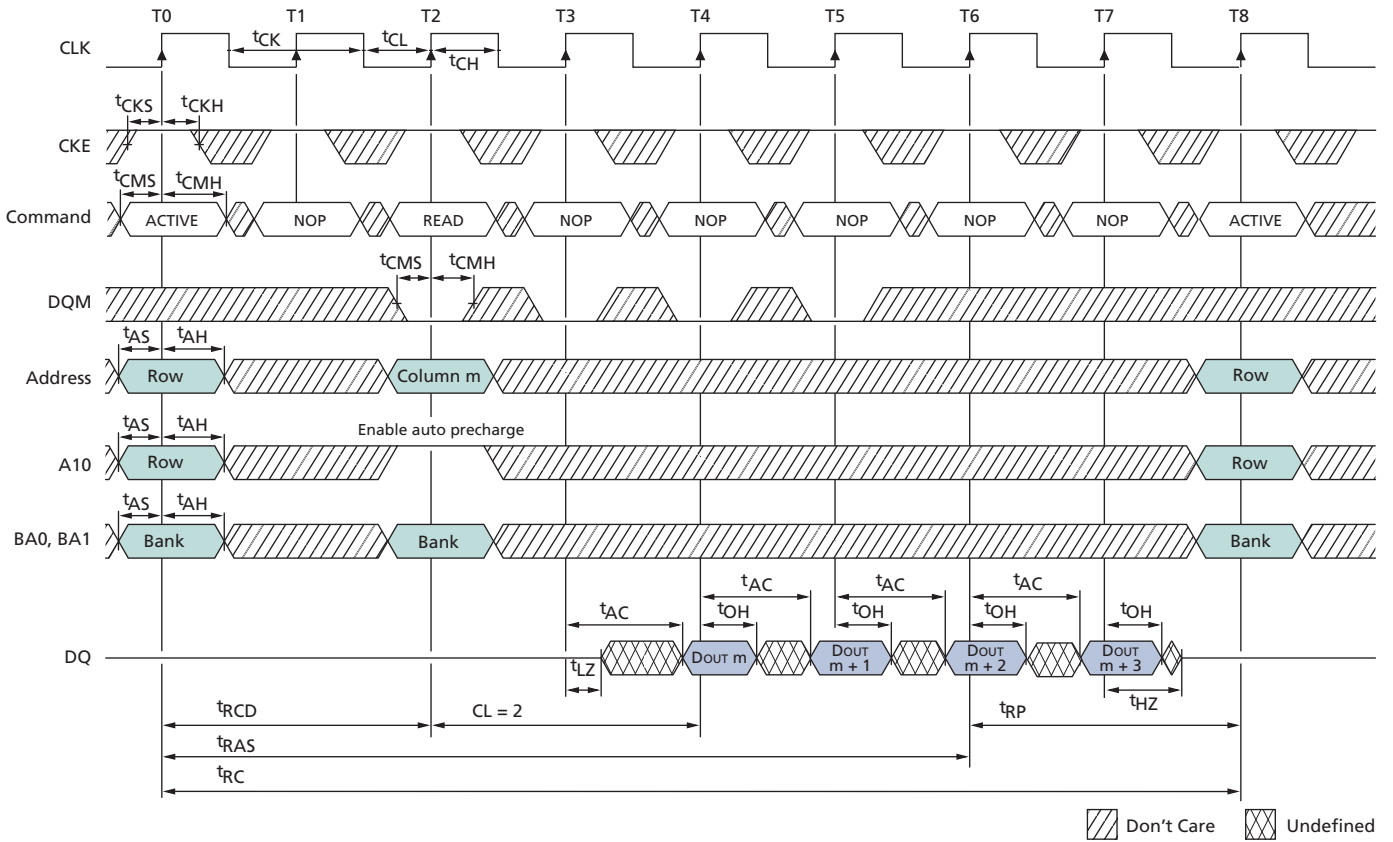 T0 T1 T2 T3 T4 T5 T6 T7 T8
CLK
tCK tCL
tCH
tCKS tCKH
CKE
tCMS tCMH
Command ACTIVE NOP READ NOP NOP NOP NOP NOP ACTIVE
tCMS tCMH
DQM
tAS tAH
Address Row Column m Row
tAS tAH Enable auto precharge
A10 Row Row
tAS tAH
BA0, BA1 Bank Bank Bank
tAC tAC tAC
tAC tOH tOH tOH tOH
DQ DOUT m DOUT m + 1 DOUT m + 2 DOUT m + 3
tLZ tHZ
tRCD CL = 2 tRP
tRAS
tRC
Don't Care Undefined